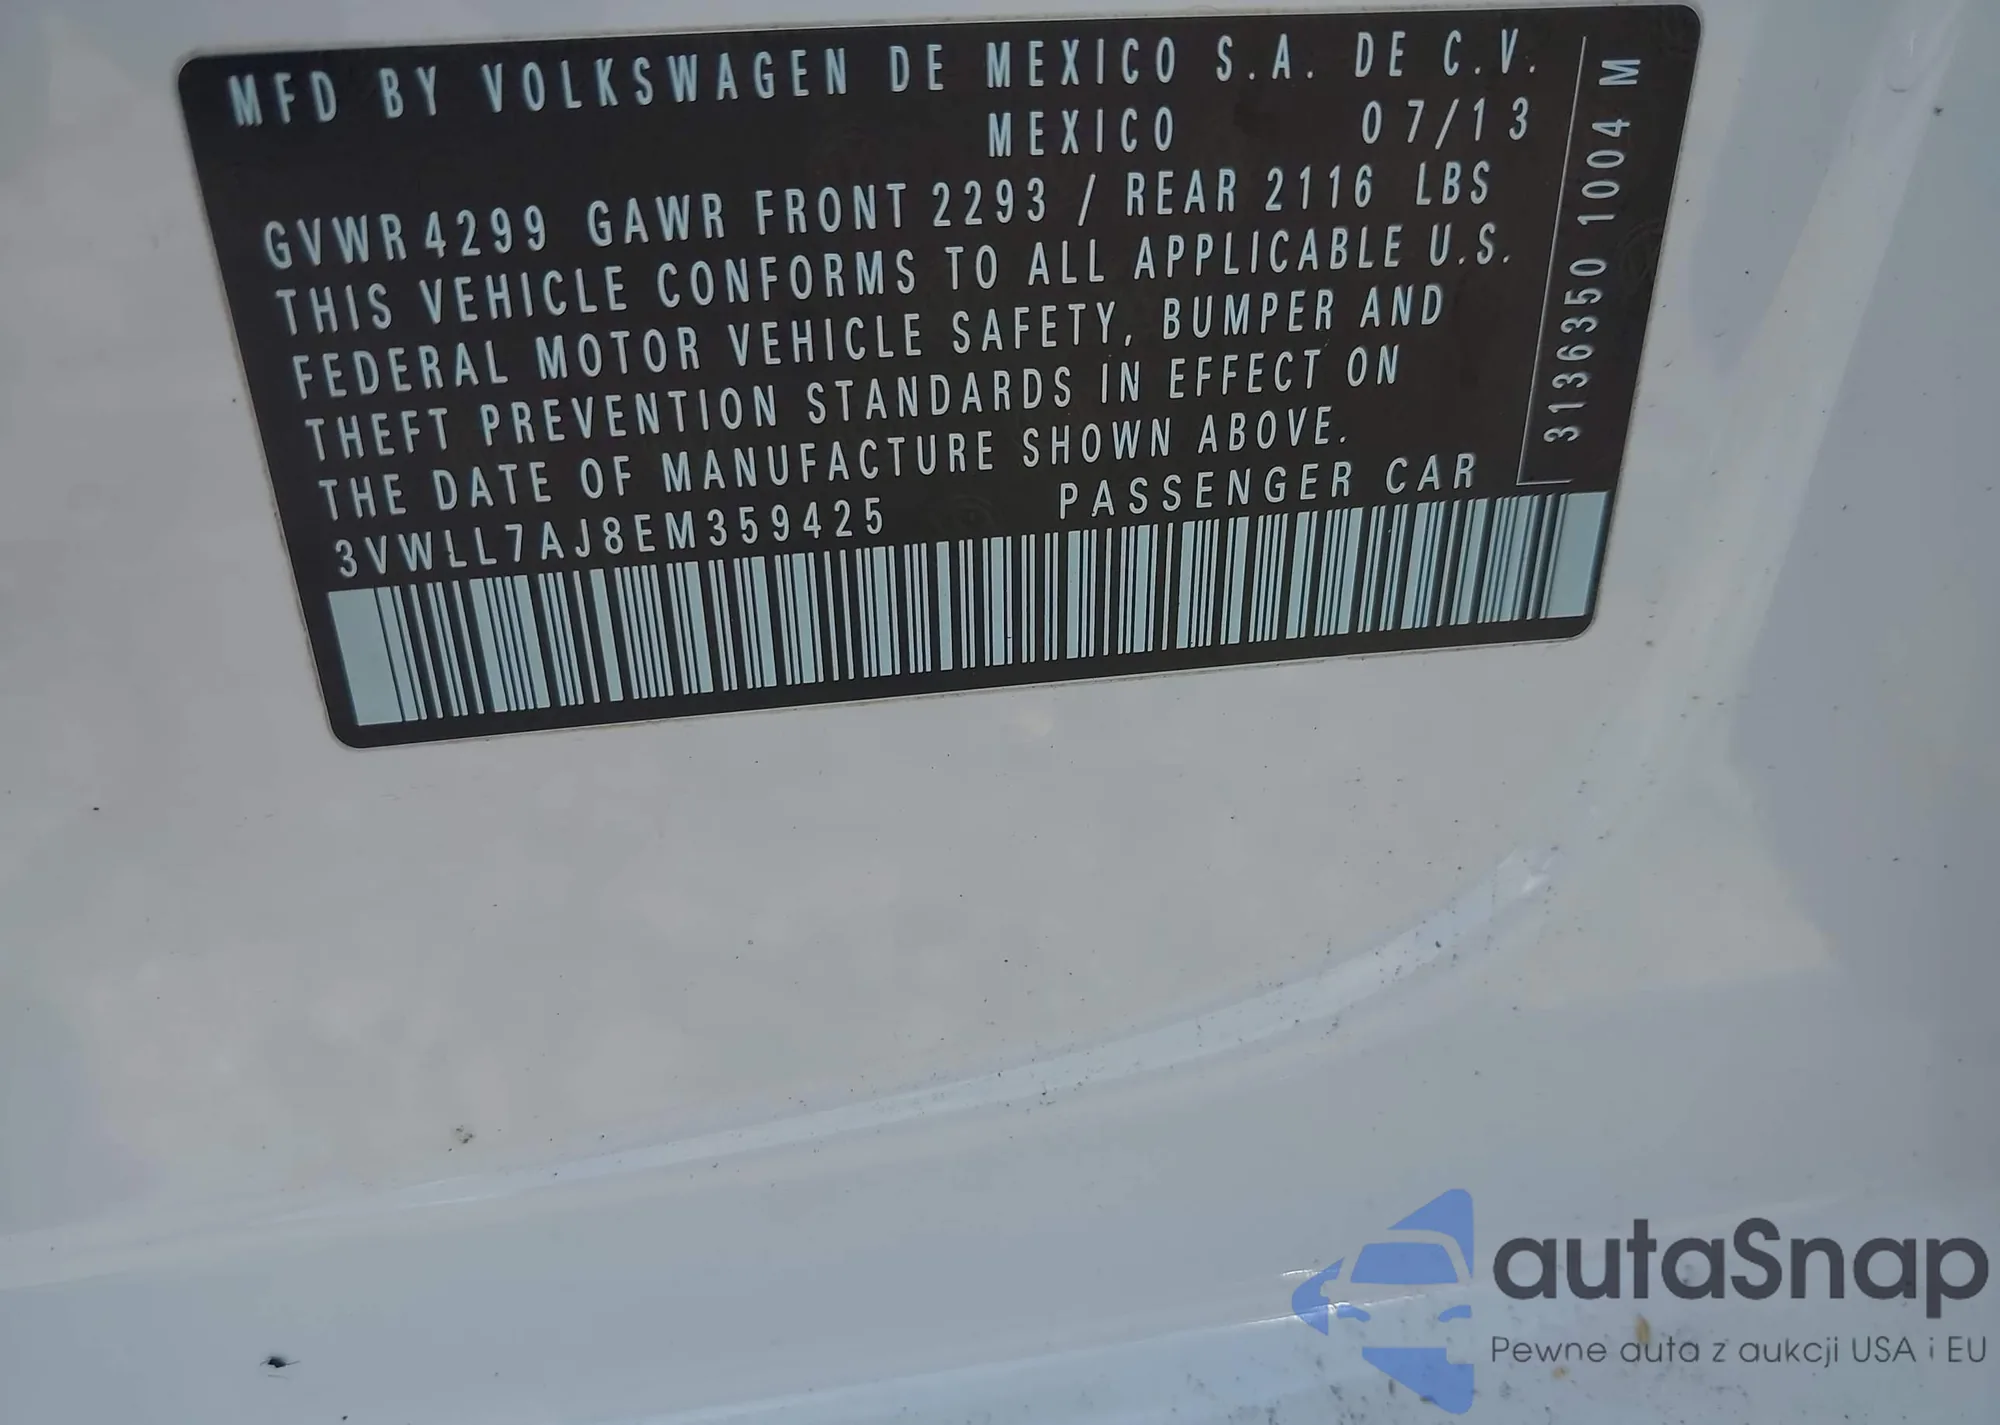 MFD BY VOLKSWAGEN DE MEXICO S.A. DE C.V.
MEXICO 07/13
GVWR 4299 GAWR FRONT 2293 / REAR 2116 LBS
THIS VEHICLE CONFORMS TO ALL APPLICABLE U.S.
FEDERAL MOTOR VEHICLE SAFETY, BUMPER AND
THEFT PREVENTION STANDARDS IN EFFECT ON
THE DATE OF MANUFACTURE SHOWN ABOVE.
3VWLL7AJ8EM359425 PASSENGER CAR
3136350 1004 M
autaSnap
Pewne auta z aukcji USA i EU